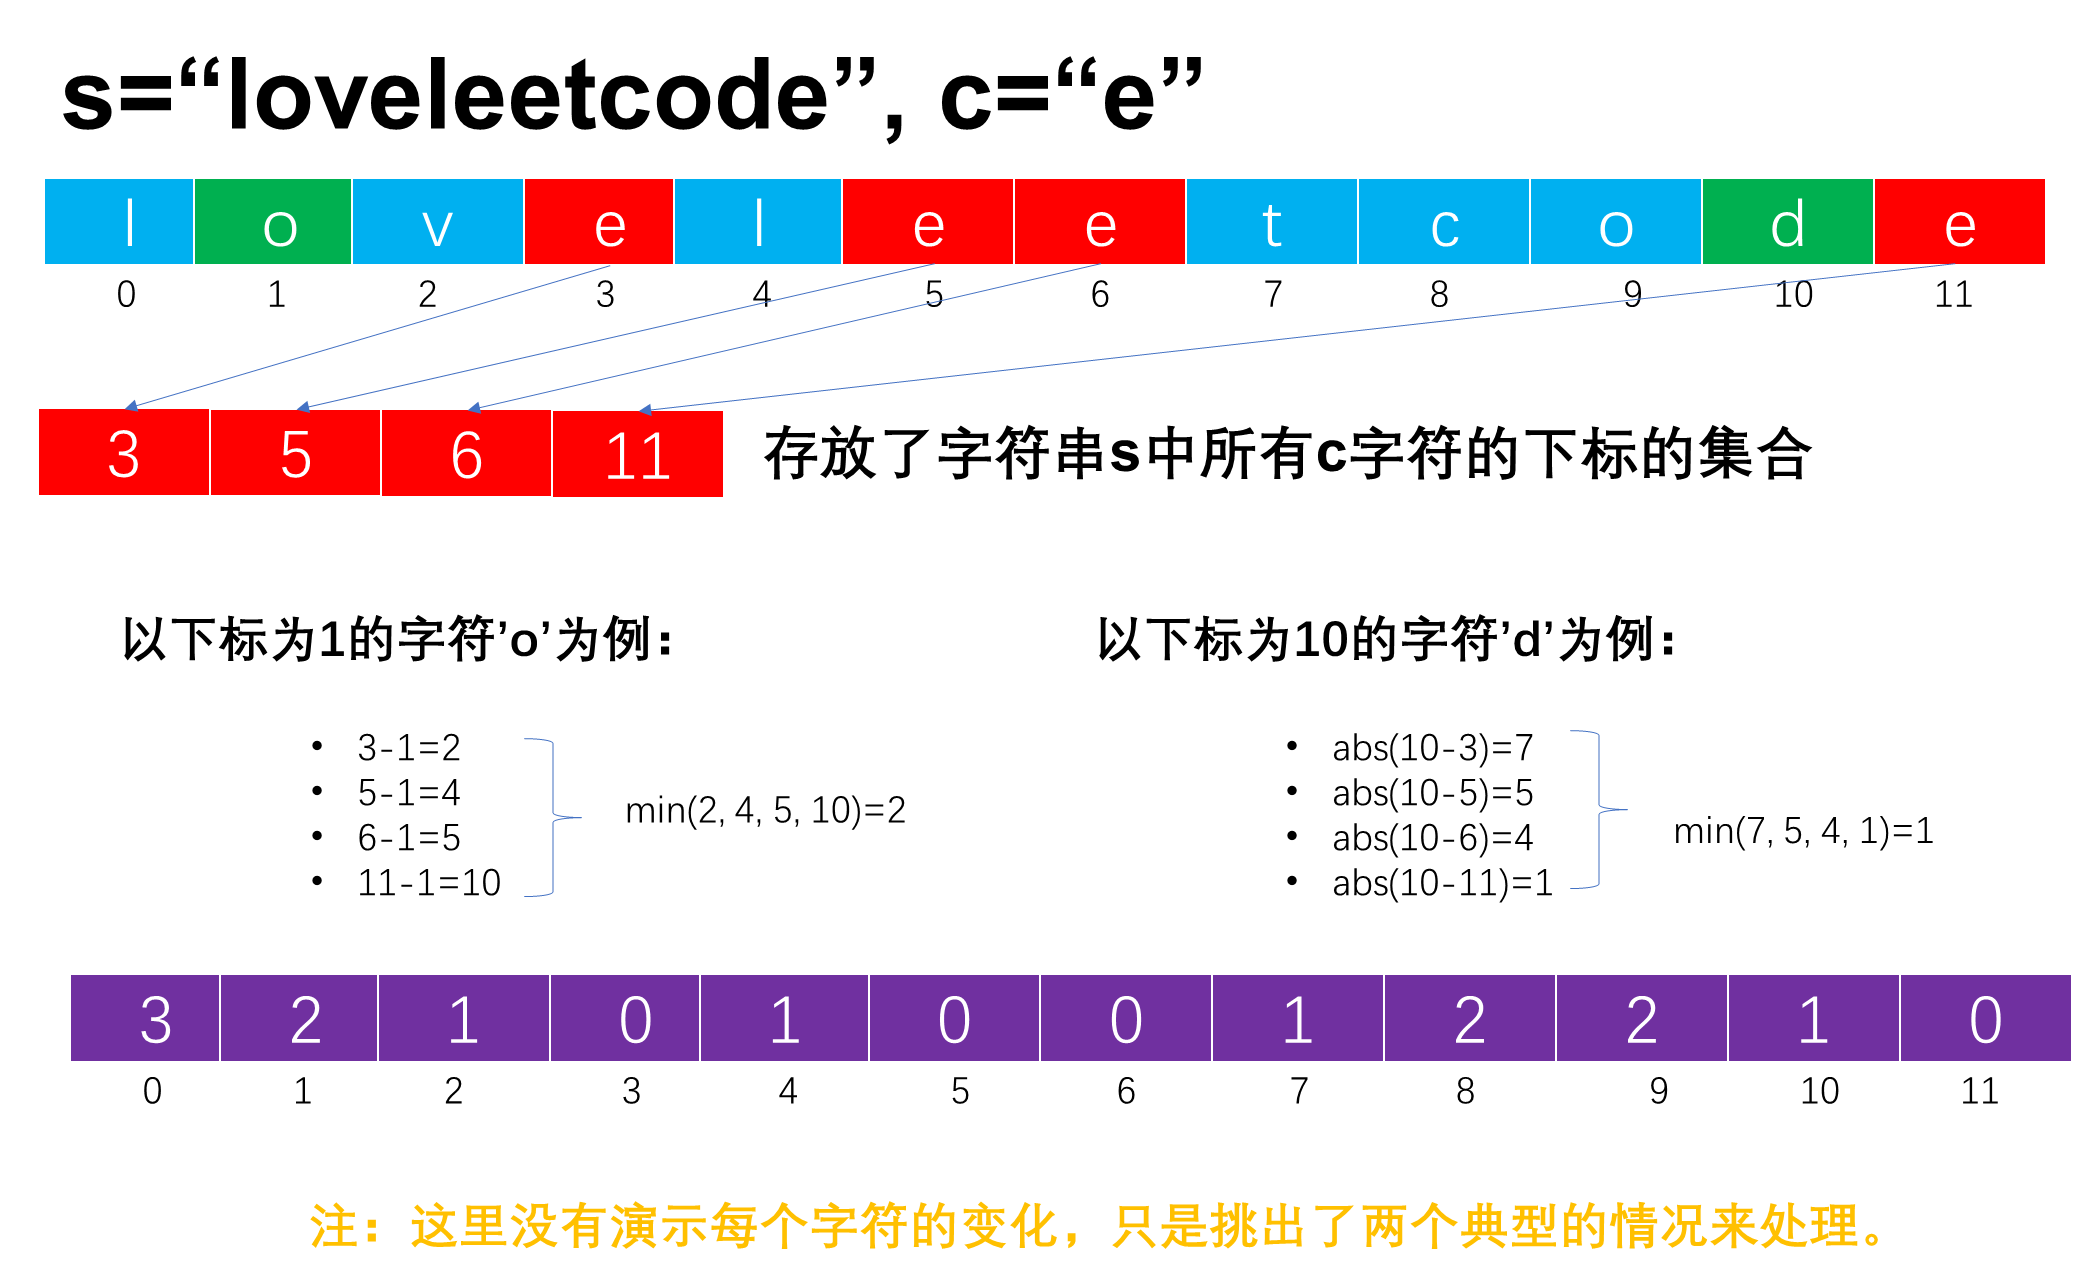 s=“loveleetcode”, c=“e”
l o v e l e e t c o d e
0 1 2 3 4 5 6 7 8 9 10 11
3 5 6 11 存放了字符串s中所有c字符的下标的集合
以下标为1的字符’o’为例：
• 3-1=2
• 5-1=4
• 6-1=5
• 11-1=10
min(2, 4, 5, 10)=2
以下标为10的字符’d’为例：
• abs(10-3)=7
• abs(10-5)=5
• abs(10-6)=4
• abs(10-11)=1
min(7, 5, 4, 1)=1
3 2 1 0 1 0 0 1 2 2 1 0
0 1 2 3 4 5 6 7 8 9 10 11
注：这里没有演示每个字符的变化，只是挑出了两个典型的情况来处理。